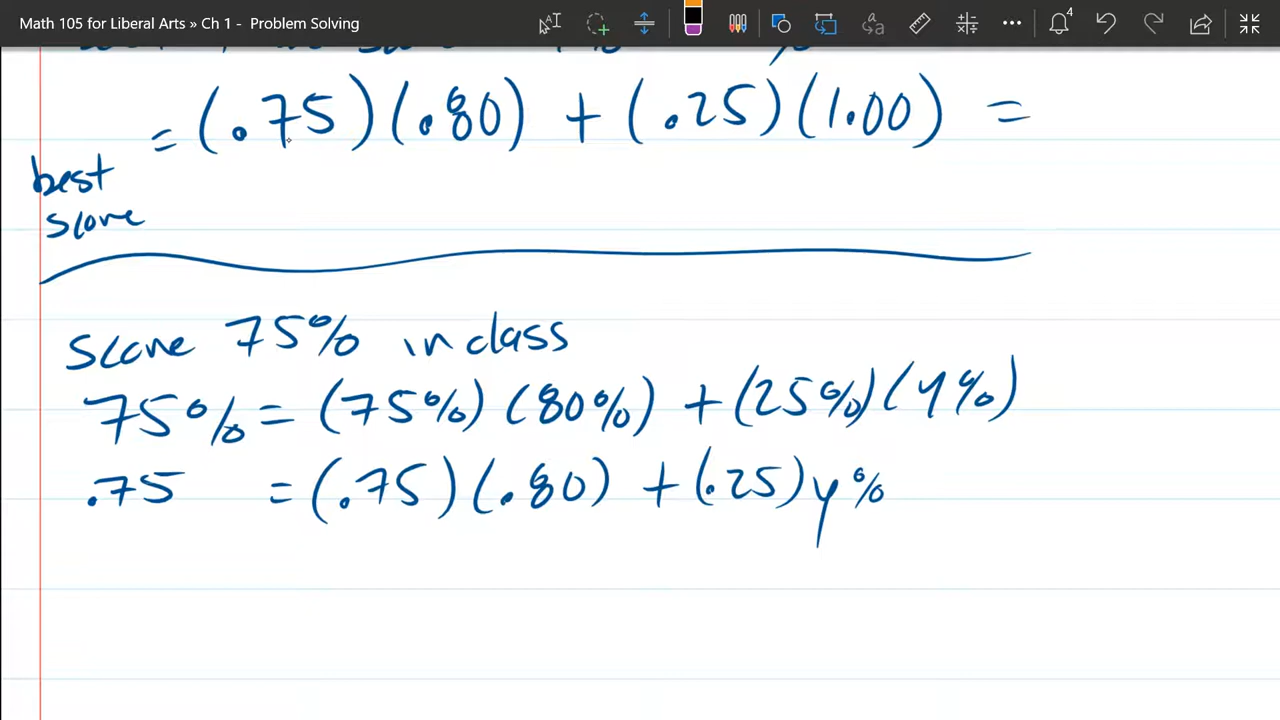 Math 105 for Liberal Arts » Ch 1 - Problem Solving
4
= (.75)(.80) + (.25)(1.00) =
best
score
score 75% in class
75% = (75%)(80%) + (25%)(y%)
.75 = (.75)(.80) + (.25)y%